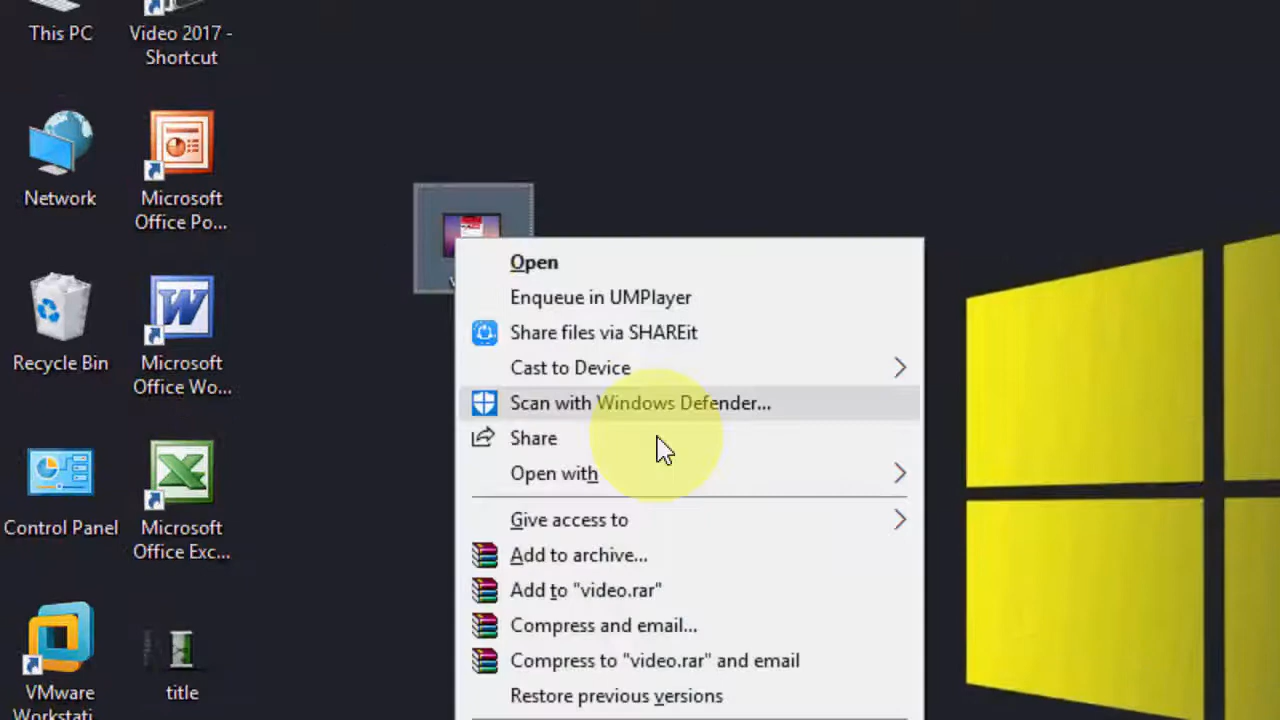 This PC
Video 2017 -
Shortcut
Network
Microsoft
Office Po...
Recycle Bin
Microsoft
Office Wo...
Control Panel
Microsoft
Office Exc...
VMware
Workstati...
title
Open
Enqueue in UMPlayer
Share files via SHAREit
Cast to Device
Scan with Windows Defender...
Share
Open with
Give access to
Add to archive...
Add to "video.rar"
Compress and email...
Compress to "video.rar" and email
Restore previous versions